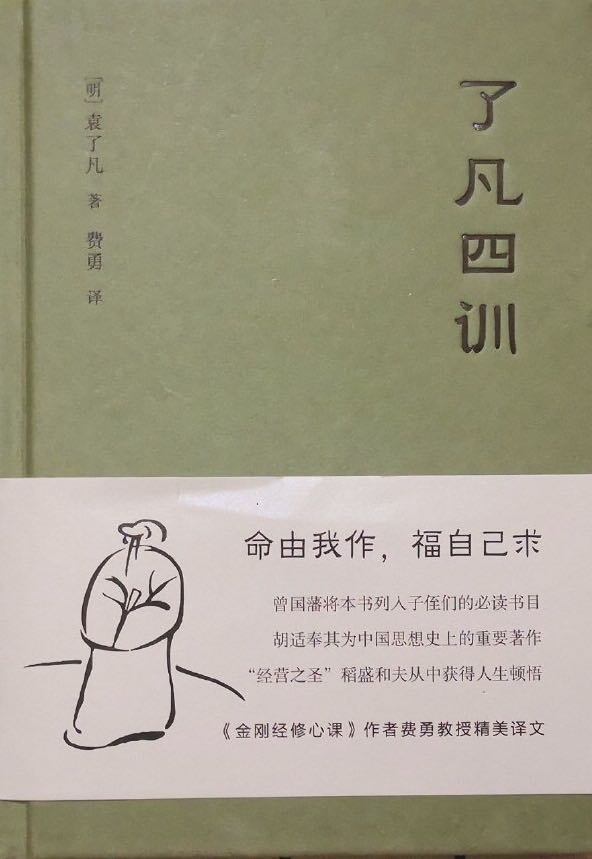 了凡四训
[明]袁了凡 著 费勇 译
命由我作，福自己求
曾国藩将本书列入子侄们的必读书目
胡适奉其为中国思想史上的重要著作
“经营之圣”稻盛和夫从中获得人生顿悟
《金刚经修心课》作者费勇教授精美译文